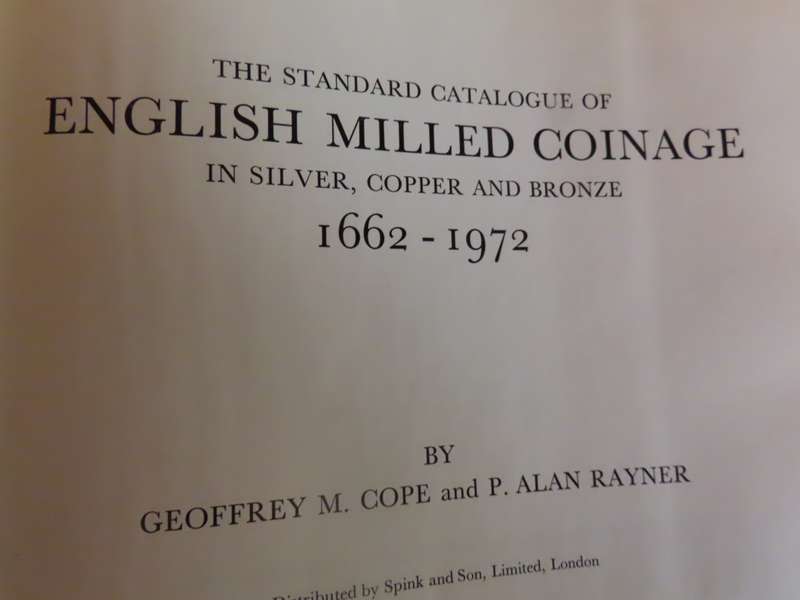 THE STANDARD CATALOGUE OF
ENGLISH MILLED COINAGE
IN SILVER, COPPER AND BRONZE
1662 - 1972
BY
GEOFFREY M. COPE and P. ALAN RAYNER
Distributed by Spink and Son, Limited, London